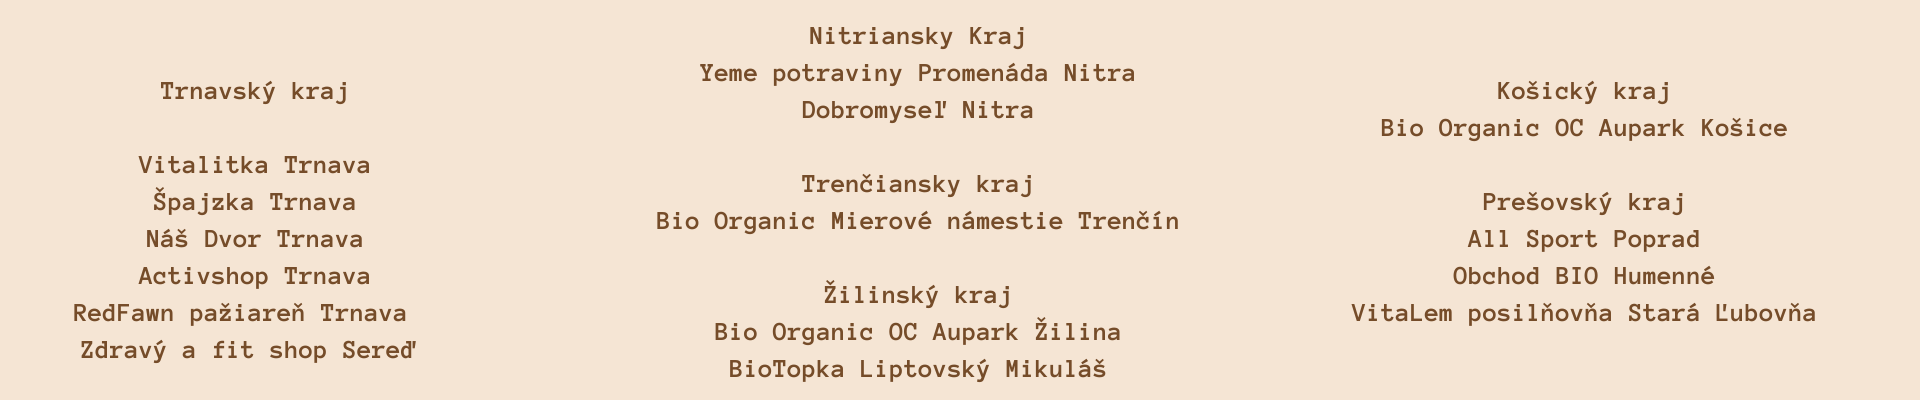 Trnavský kraj
Vitalitka Trnava
Špajzka Trnava
Náš Dvor Trnava
Activshop Trnava
RedFawn pažiareň Trnava
Zdravý a fit shop Sereď
Nitriansky Kraj
Yeme potraviny Promenáda Nitra
Dobromyseľ Nitra
Trenčiansky kraj
Bio Organic Mierové námestie Trenčín
Žilinský kraj
Bio Organic OC Aupark Žilina
BioTopka Liptovský Mikuláš
Košický kraj
Bio Organic OC Aupark Košice
Prešovský kraj
All Sport Poprad
Obchod BIO Humenné
VitaLem posilňovňa Stará Ľubovňa